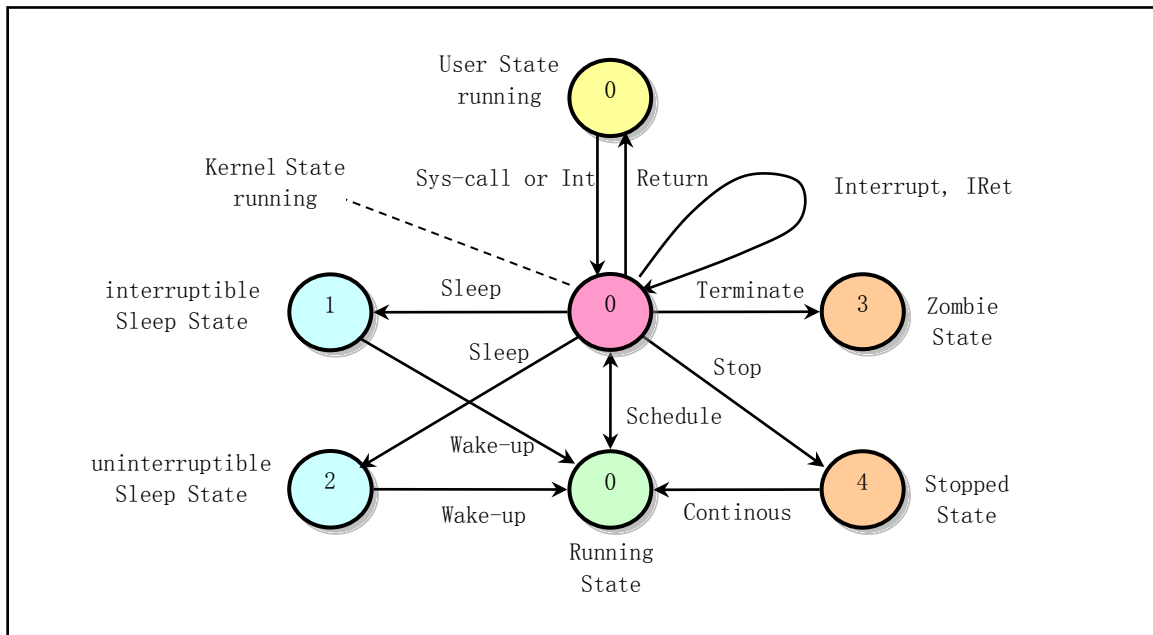 User State
running
0
Kernel State
running
Sys-call or Int
Return
Interrupt, IRet
interruptible
Sleep State
1
Sleep
0
Terminate
3
Zombie
State
Sleep
Stop
Schedule
Wake-up
uninterruptible
Sleep State
2
Wake-up
0
Continous
4
Stopped
State
Running
State